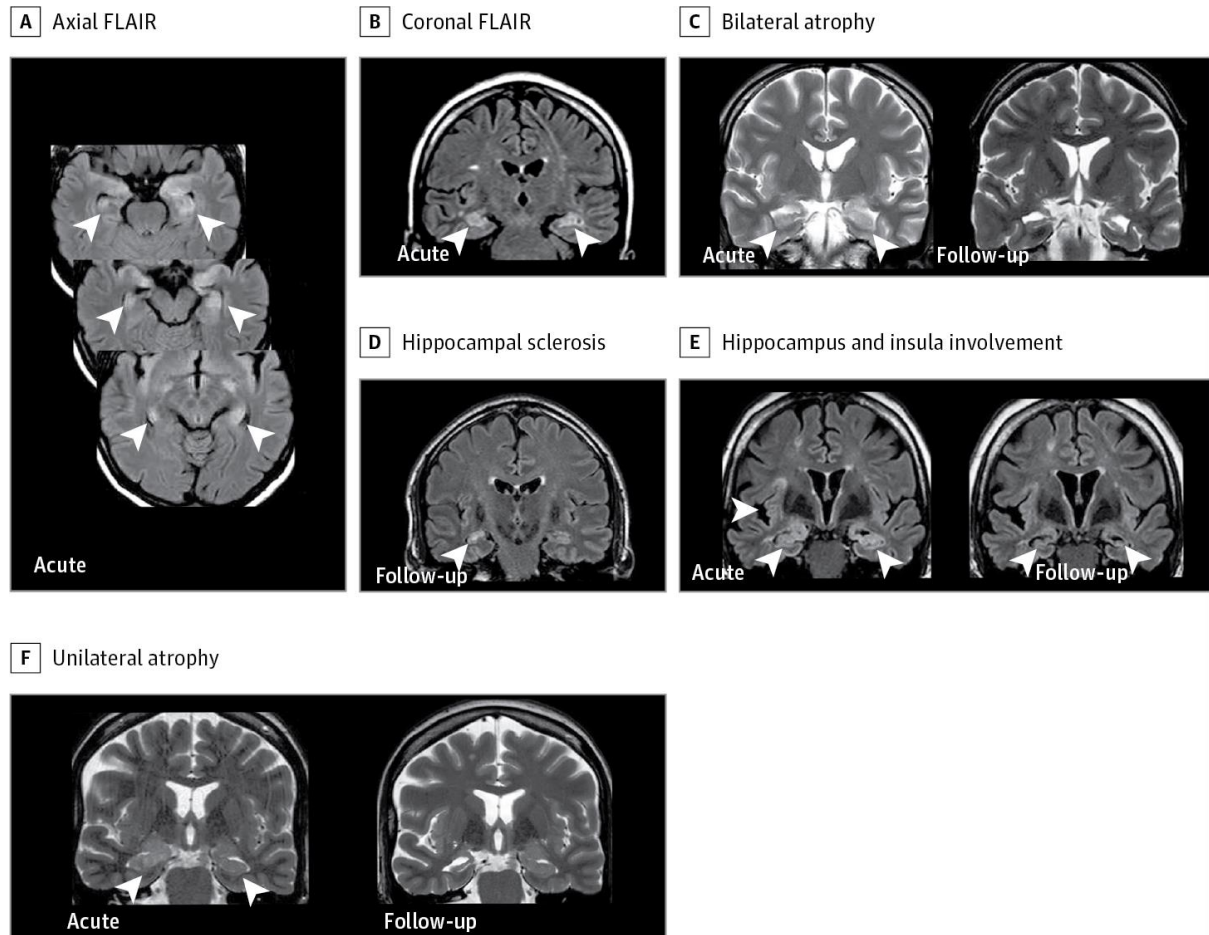 A Axial FLAIR
B Coronal FLAIR
C Bilateral atrophy
Acute
Acute
Acute
Follow-up
D Hippocampal sclerosis
E Hippocampus and insula involvement
Follow-up
Acute
Follow-up
F Unilateral atrophy
Acute
Follow-up